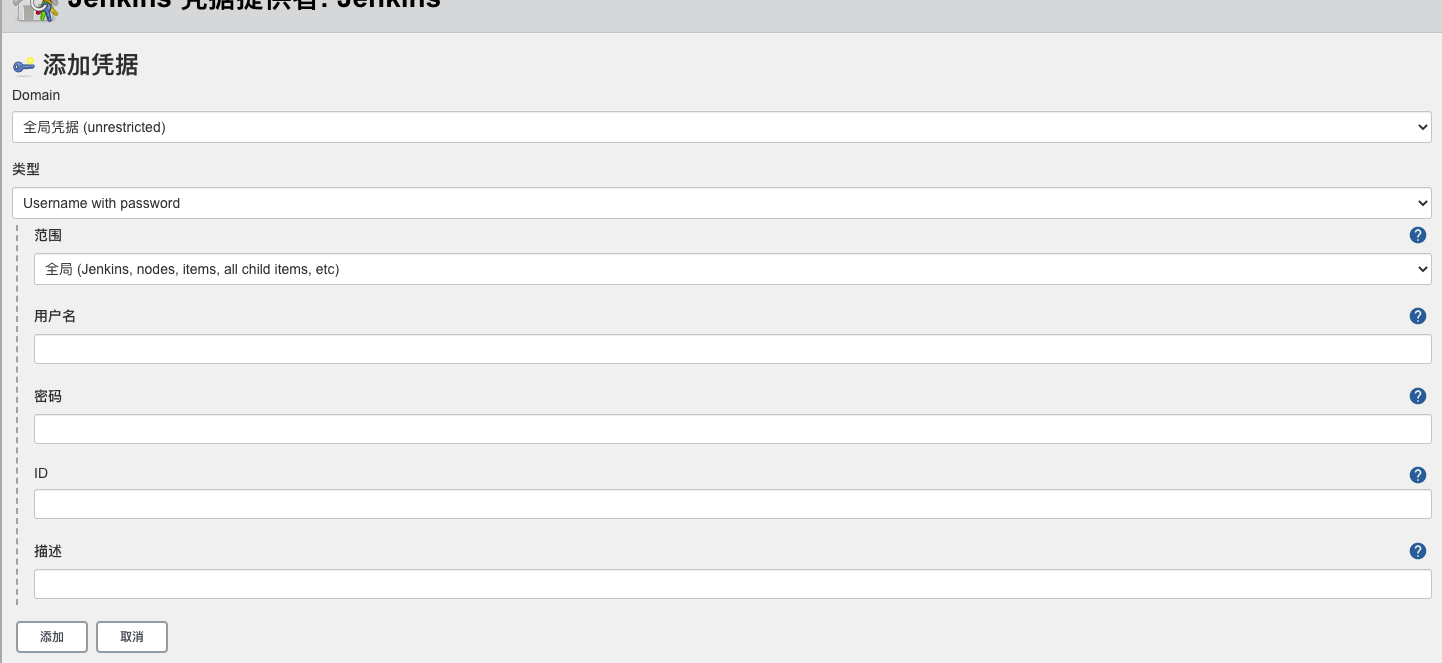 Jenkins 凭据提供者: Jenkins
添加凭据
Domain
全局凭据 (unrestricted)
类型
Username with password
范围
全局 (Jenkins, nodes, items, all child items, etc)
用户名
密码
ID
描述
添加 取消